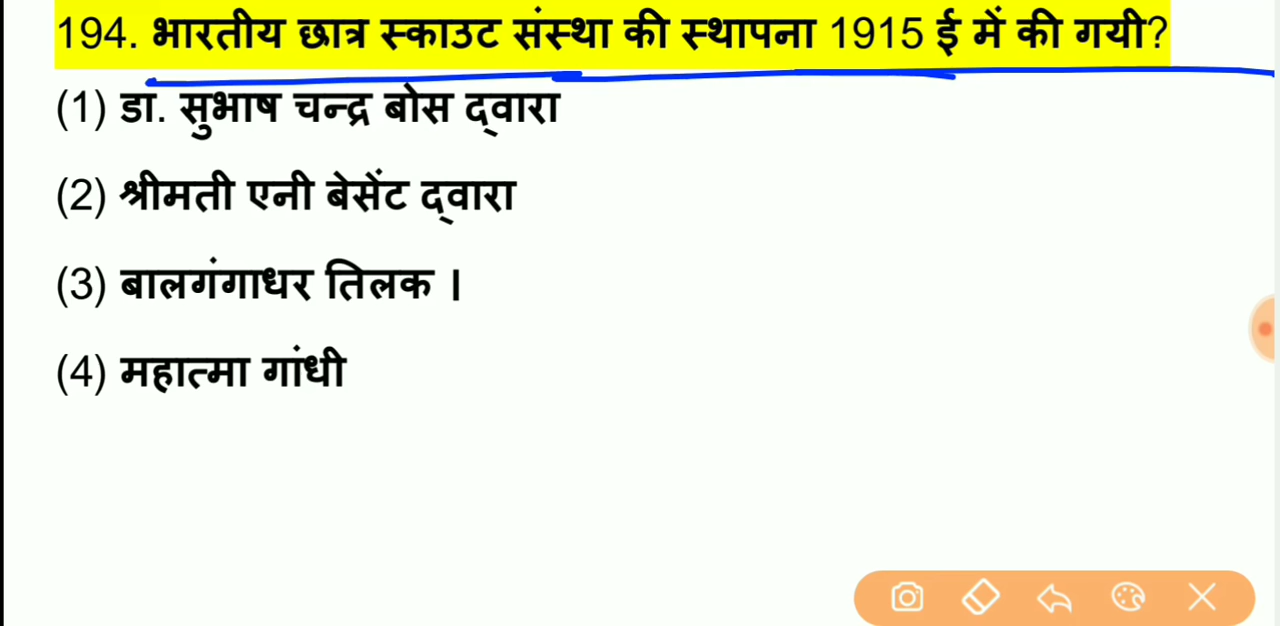 194. भारतीय छात्र स्काउट संस्था की स्थापना 1915 ई में की गयी?
(1) डा. सुभाष चन्द्र बोस द्वारा
(2) श्रीमती एनी बेसेंट द्वारा
(3) बालगंगाधर तिलक ।
(4) महात्मा गांधी